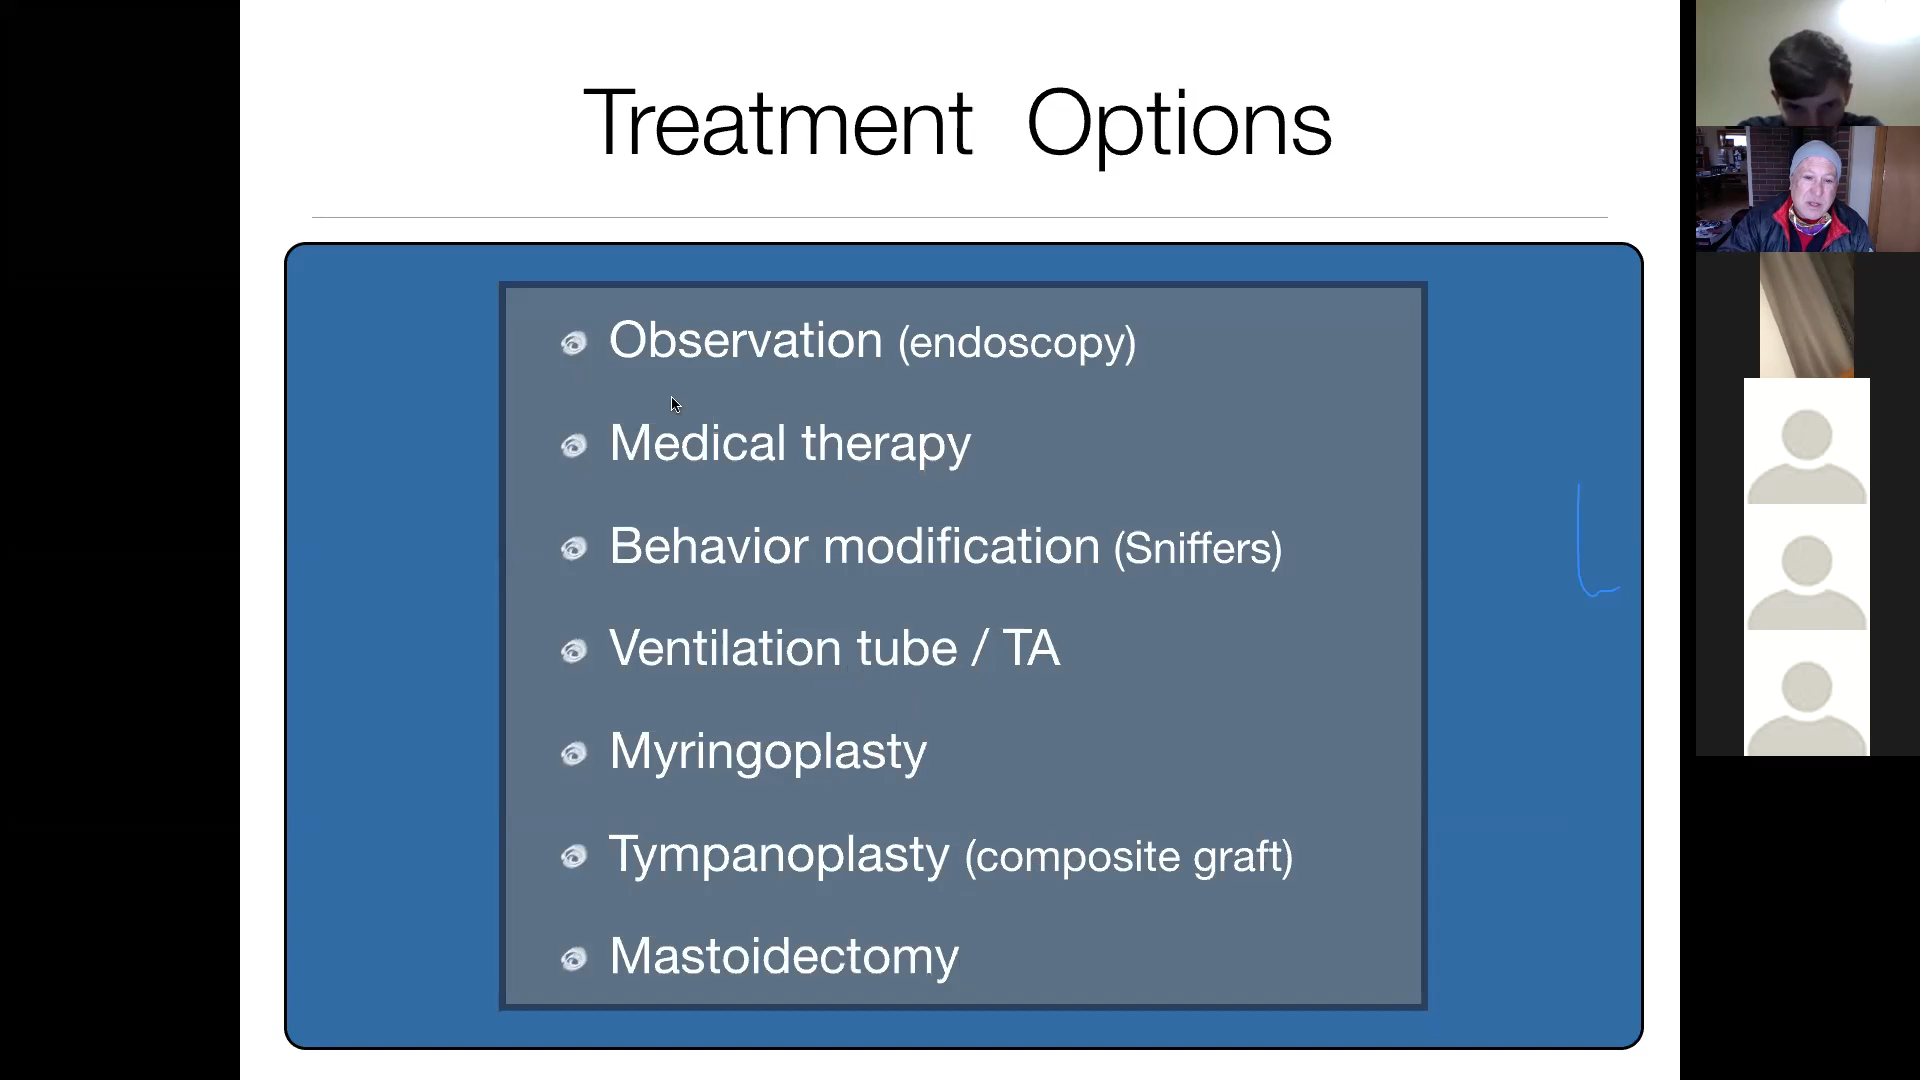 Treatment Options
Observation (endoscopy)
Medical therapy
Behavior modification (Sniffers)
Ventilation tube / TA
Myringoplasty
Tympanoplasty (composite graft)
Mastoidectomy